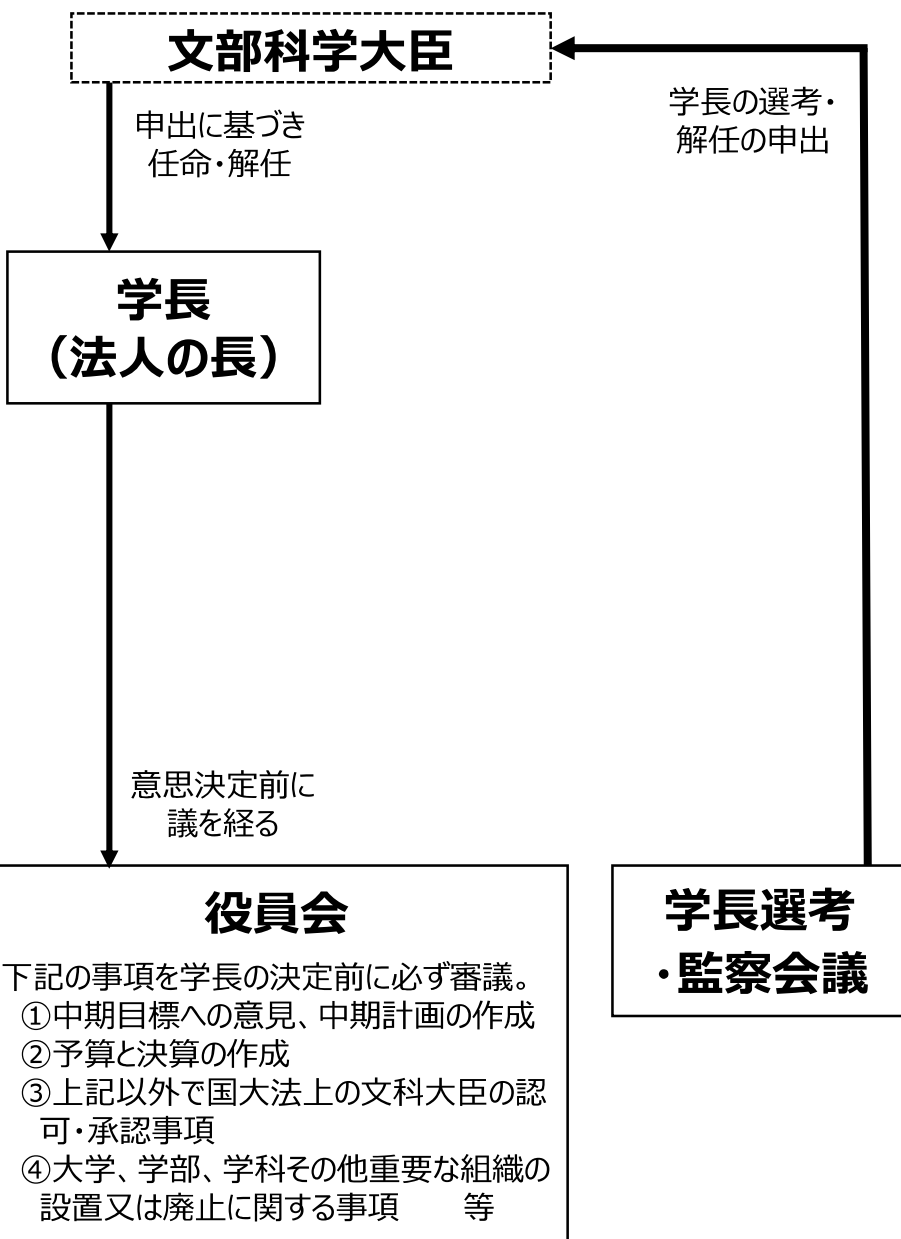 文部科学大臣
申出に基づき
任命・解任
学長の選考・
解任の申出
学長
（法人の長）
意思決定前に
議を経る
役員会
下記の事項を学長の決定前に必ず審議。
①中期目標への意見、中期計画の作成
②予算と決算の作成
③上記以外で国大法上の文科大臣の認
可・承認事項
④大学、学部、学科その他重要な組織の
設置又は廃止に関する事項　　等
学長選考
・監察会議